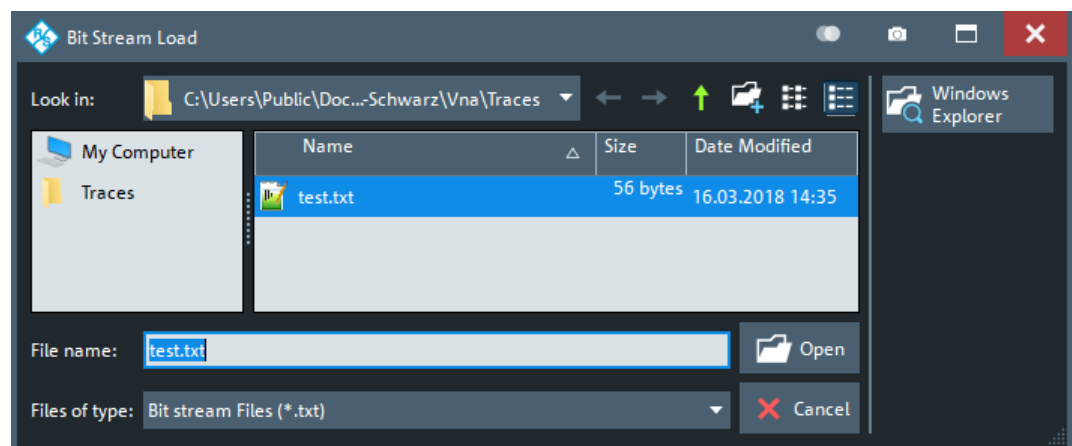 Bit Stream Load
Look in: C:\Users\Public\Doc...-Schwarz\Vna\Traces
Windows
Explorer
My Computer
Traces
Name Size Date Modified
test.txt 56 bytes 16.03.2018 14:35
File name: test.txt Open
Files of type: Bit stream Files (*.txt) Cancel